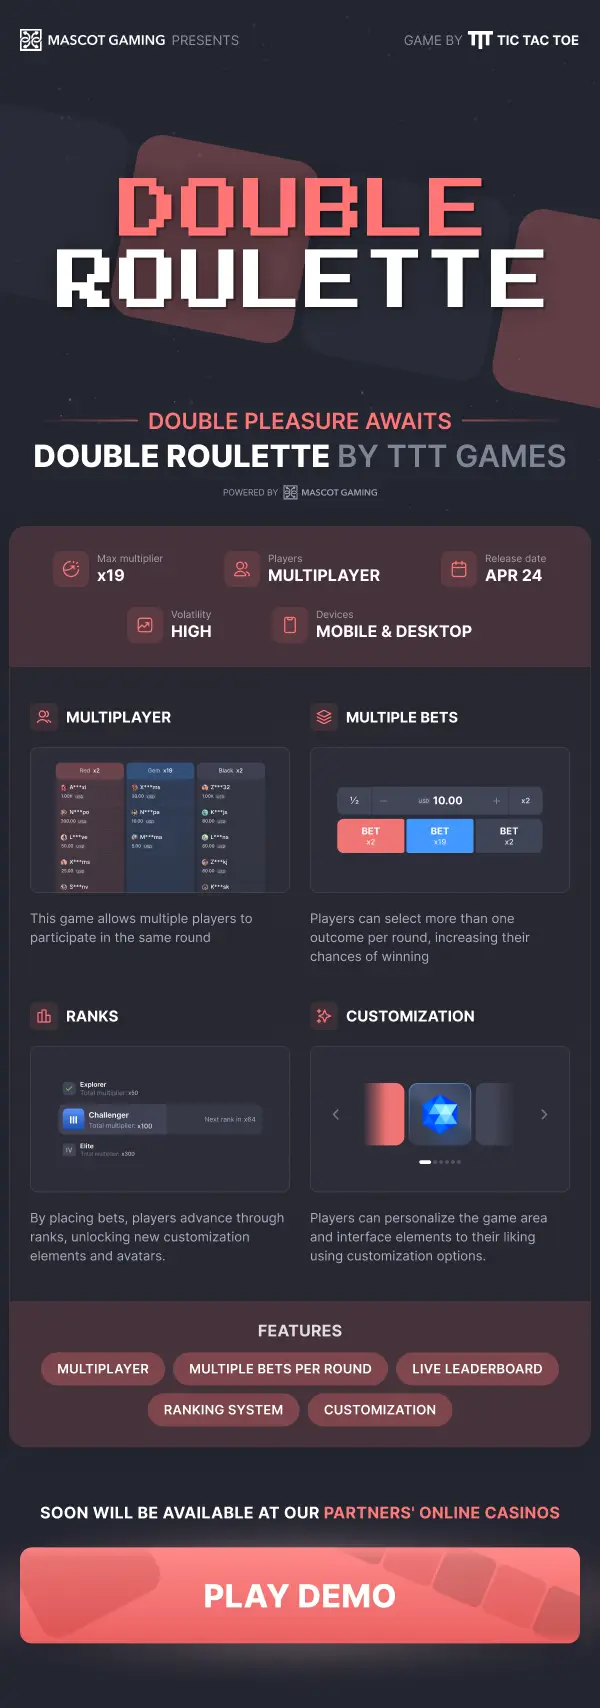 MASCOT GAMING PRESENTS
GAME BY TTT TIC TAC TOE
DOUBLE
ROULETTE
DOUBLE PLEASURE AWAITS
DOUBLE ROULETTE BY TTT GAMES
POWERED BY MASCOT GAMING
Max multiplier
x19
Players
MULTIPLAYER
Release date
APR 24
Volatility
HIGH
Devices
MOBILE & DESKTOP
MULTIPLAYER
Red x2
Gem x19
Black x2
A***xl
X***ms
Z***32
N***po
N***pa
K***js
L***ve
M***ma
L***ns
X***ms
Z***kj
S***nv
K***sk
This game allows multiple players to
participate in the same round
MULTIPLE BETS
½ − USD 10.00 + x2
BET BET BET
x2 x19 x2
Players can select more than one
outcome per round, increasing their
chances of winning
RANKS
Explorer
Total multiplier: x50
III
Challenger
Total multiplier: x100
Next rank in x64
IV
Elite
Total multiplier: x300
By placing bets, players advance through
ranks, unlocking new customization
elements and avatars.
CUSTOMIZATION
Players can personalize the game area
and interface elements to their liking
using customization options.
FEATURES
MULTIPLAYER MULTIPLE BETS PER ROUND LIVE LEADERBOARD
RANKING SYSTEM CUSTOMIZATION
SOON WILL BE AVAILABLE AT OUR PARTNERS' ONLINE CASINOS
PLAY DEMO